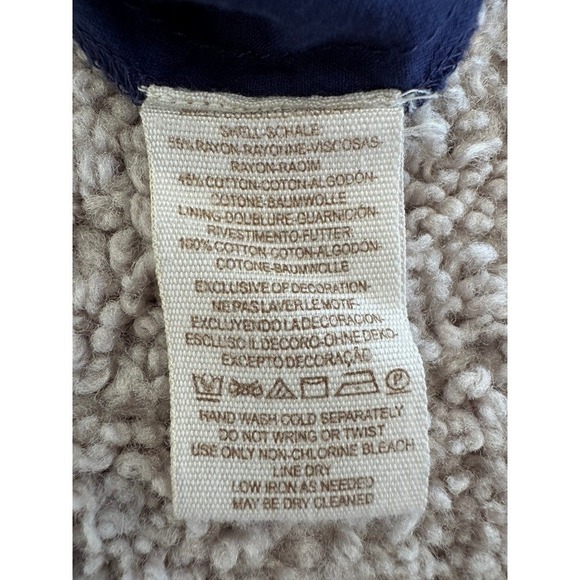 SHELL-SCHALE
55% RAYON-RAYONNE-VISCOSAS-
RAYON-RAOIM
45% COTTON-COTON-ALGODÓN-
COTONE-BAUMWOLLE
LINING-DOLBLURE-GUARNICION-
RIVESTIMENTO-FUTTER
100% COTTON-COTON-ALGODON-
COTONE-BAUMWOLLE
EXCLUSIVE OF DECORATION-
NE PAS LAVER LE MOTIF.
EXCLUYENDO LA DECORACION-
ESCLUSO IL DECORO-OHNE DEKO-
EXCEPTO DECORAÇÃO
P
HAND WASH COLD SEPARATELY
DO NOT WRING OR TWIST
USE ONLY NON-CHLORINE BLEACH
LINE DRY
LOW IRON AS NEEDED
MAY BE DRY CLEANED